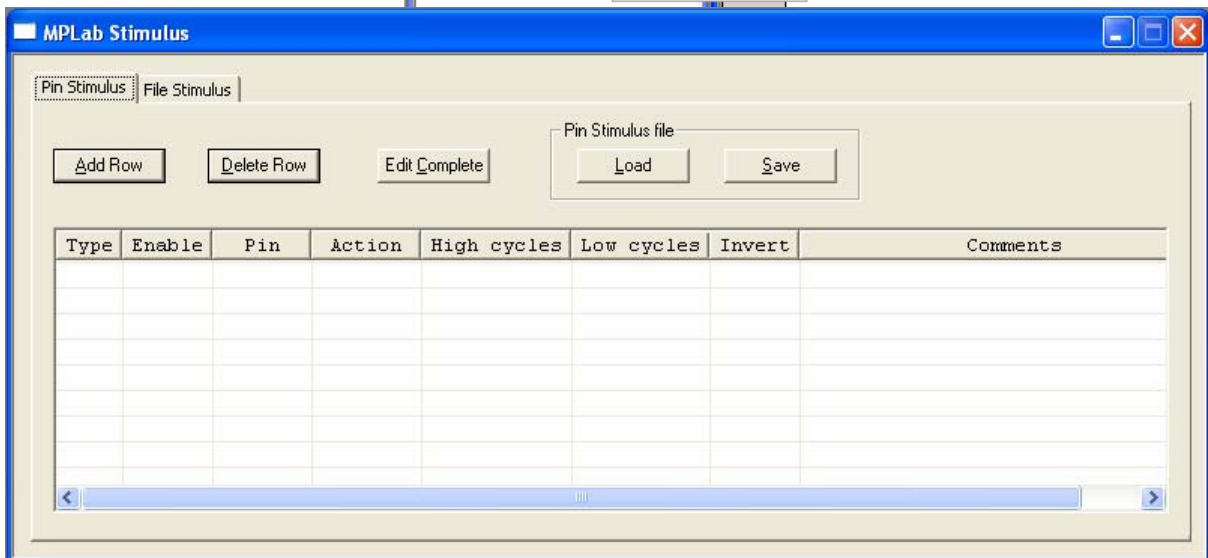 MPLab Stimulus
Pin Stimulus File Stimulus
Pin Stimulus file
Add Row Delete Row Edit Complete Load Save
Type Enable Pin Action High cycles Low cycles Invert Comments